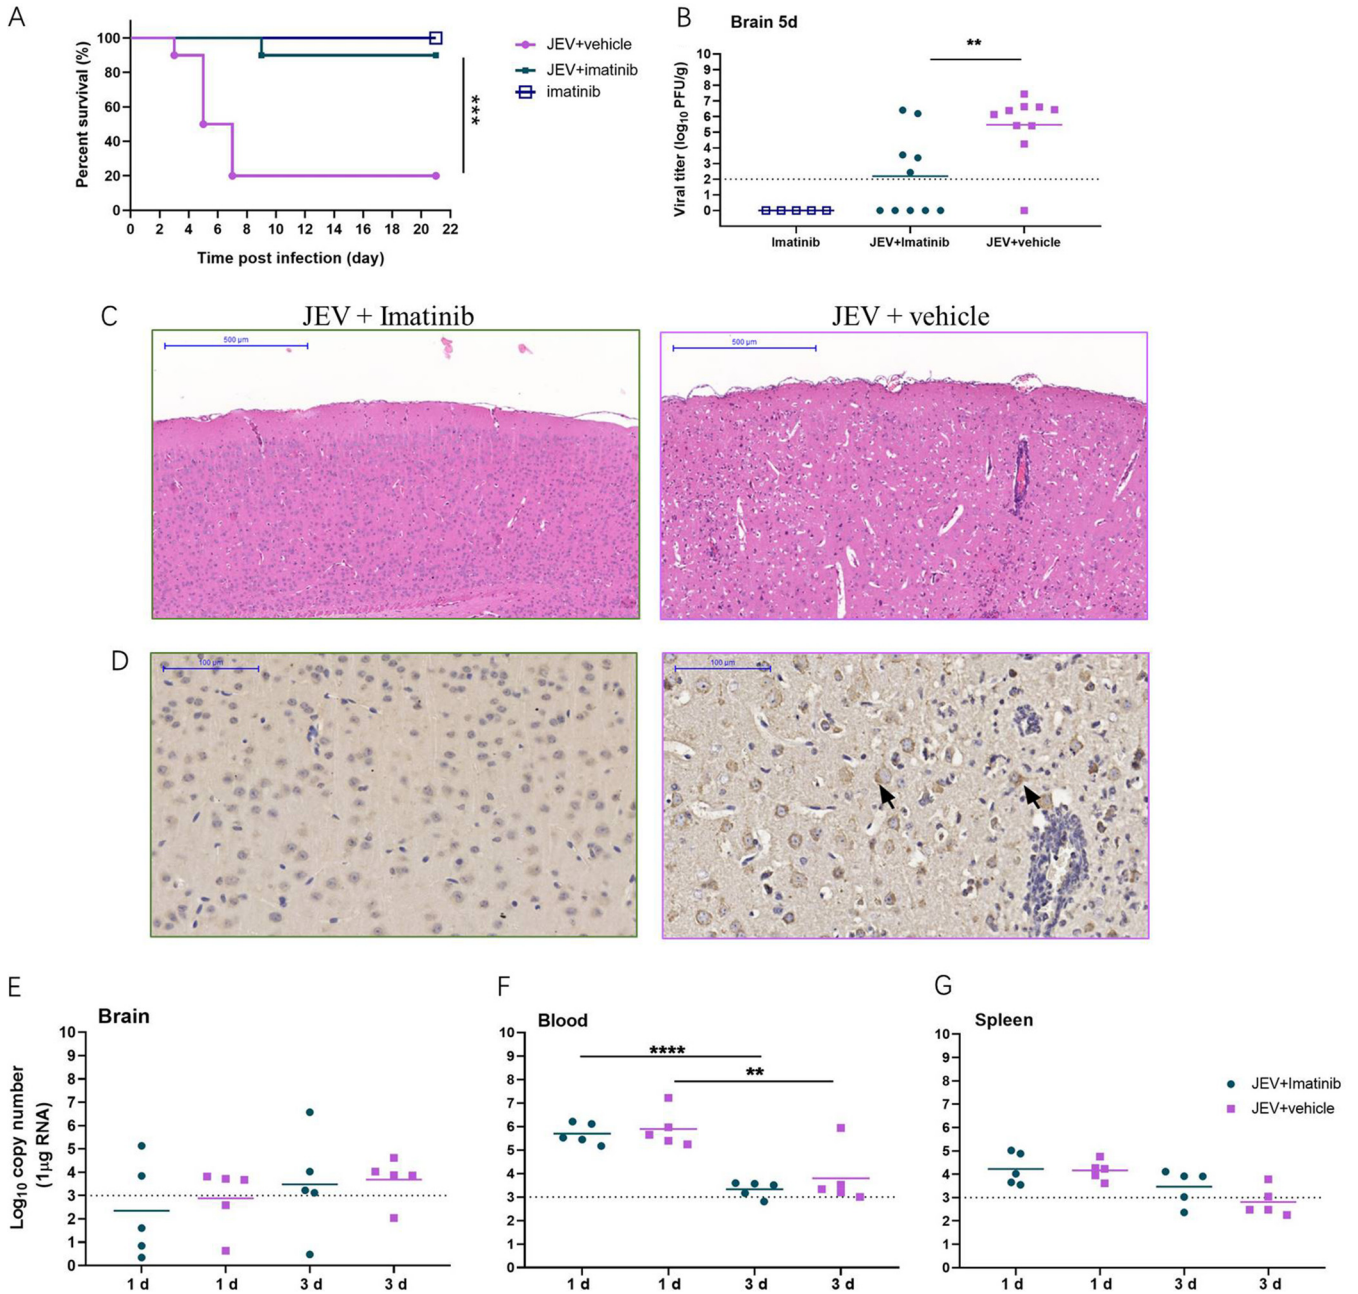 A
Percent survival (%)
100
80
60
40
20
0
0 2 4 6 8 10 12 14 16 18 20 22
Time post infection (day)
***
JEV+vehicle
JEV+imatinib
imatinib
B
Brain 5d
Viral titer (log10 PFU/g)
10
9
8
7
6
5
4
3
2
1
0
**
Imatinib JEV+Imatinib JEV+vehicle
C
JEV + Imatinib JEV + vehicle
500 µm 500 µm
D
100 µm 100 µm
E
Brain
Log10 copy number
(1µg RNA)
10
9
8
7
6
5
4
3
2
1
0
1 d 1 d 3 d 3 d
F
Blood
10
9
8
7
6
5
4
3
2
1
0
****
**
1 d 1 d 3 d 3 d
G
Spleen
10
9
8
7
6
5
4
3
2
1
0
1 d 1 d 3 d 3 d
JEV+Imatinib
JEV+vehicle